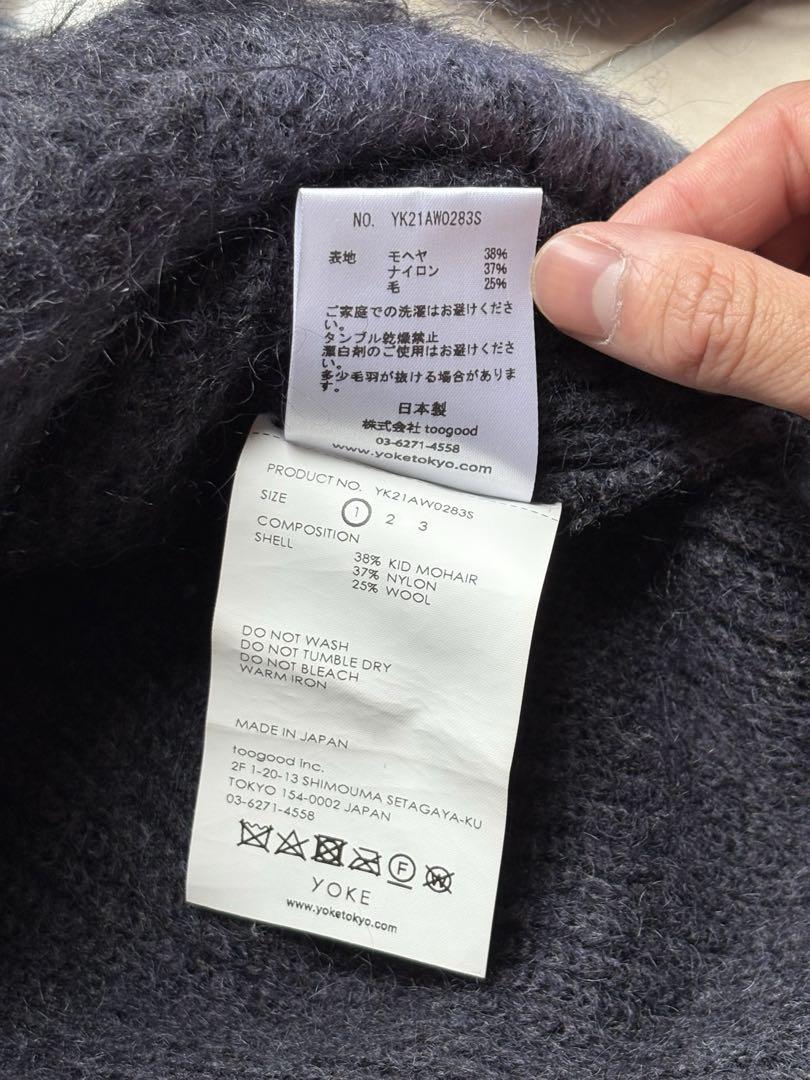 NO. YK21AW0283S
表地 モヘヤ 38%
ナイロン 37%
毛 25%
ご家庭での洗濯はお避けくださ
い。
タンブル乾燥禁止
漂白剤のご使用はお避けくださ
い。
多少毛羽が抜ける場合がありま
す。
日本製
株式会社 toogood
03-6271-4558
www.yoketokyo.com
PRODUCT NO. YK21AW0283S
SIZE 1 2 3
COMPOSITION
SHELL
38% KID MOHAIR
37% NYLON
25% WOOL
DO NOT WASH
DO NOT TUMBLE DRY
DO NOT BLEACH
WARM IRON
MADE IN JAPAN
toogood Inc.
2F 1-20-13 SHIMOUMA SETAGAYA-KU
TOKYO 154-0002 JAPAN
03-6271-4558
F W
YOKE
www.yoketokyo.com